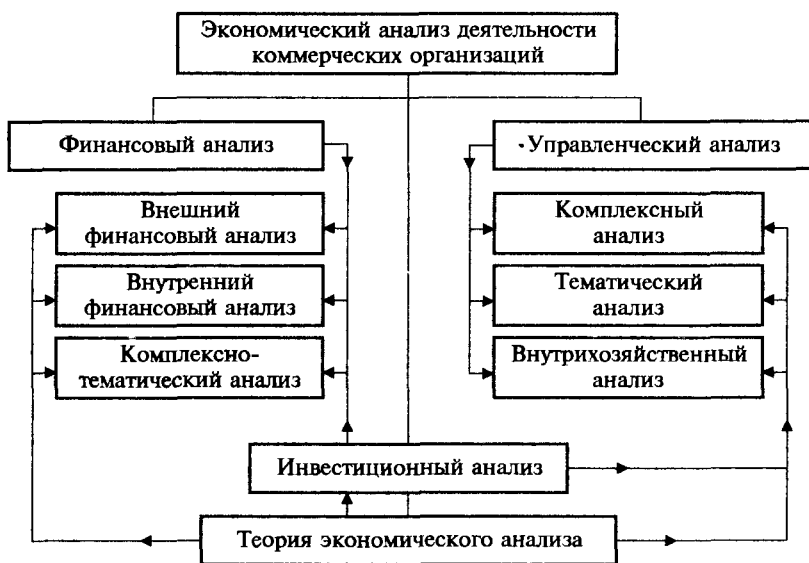 Экономический анализ деятельности
коммерческих организаций
Финансовый анализ
Управленческий анализ
Внешний
финансовый анализ
Внутренний
финансовый анализ
Комплексно-
тематический анализ
Комплексный
анализ
Тематический
анализ
Внутрихозяйственный
анализ
Инвестиционный анализ
Теория экономического анализа